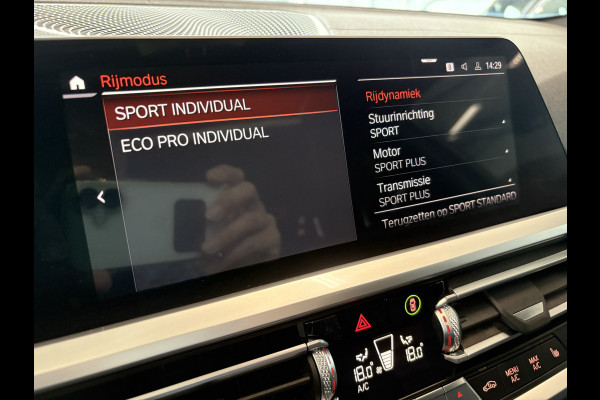 Rijmodus
14:29
SPORT INDIVIDUAL
ECO PRO INDIVIDUAL
Rijdynamiek
Stuurinrichting
SPORT
Motor
SPORT PLUS
Transmissie
SPORT PLUS
Terugzetten op SPORT STANDARD
18.0° 18.0°
A/C
MENU
A/C
MAX
A/C